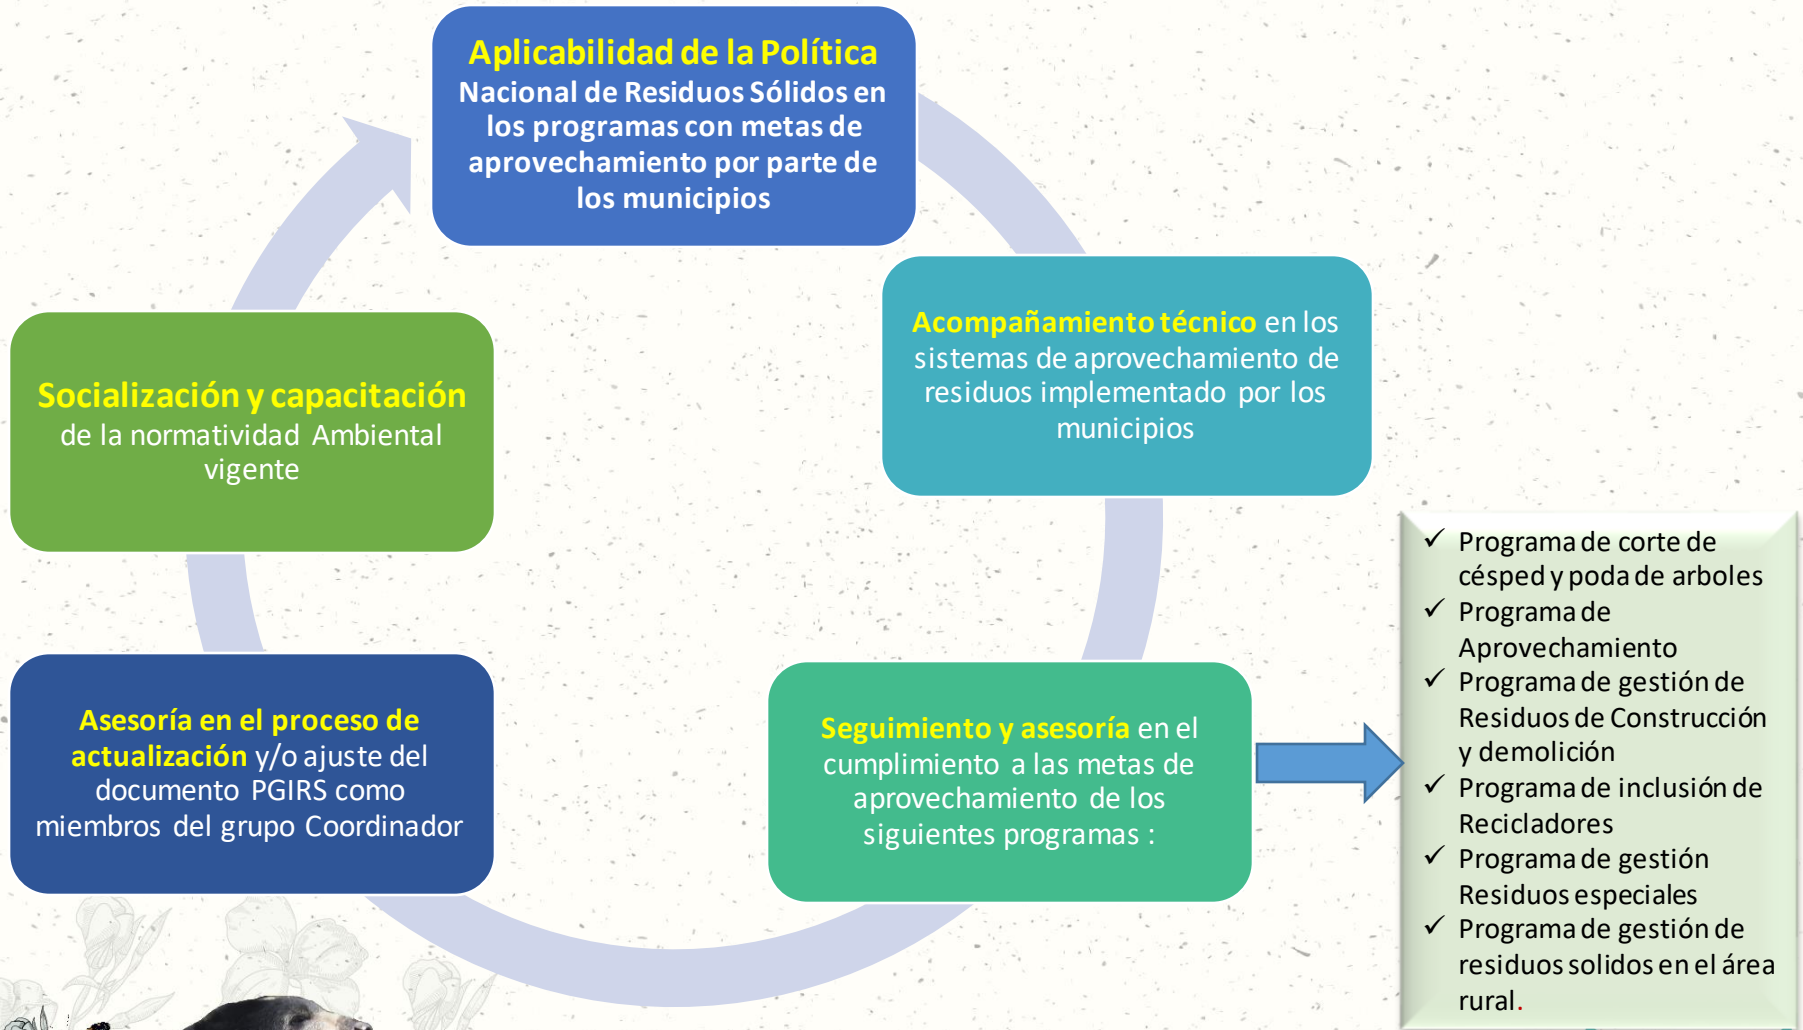 Aplicabilidad de la Política
Nacional de Residuos Sólidos en
los programas con metas de
aprovechamiento por parte de
los municipios
Acompañamiento técnico en los
sistemas de aprovechamiento de
residuos implementado por los
municipios
Socialización y capacitación
de la normatividad Ambiental
vigente
Asesoría en el proceso de
actualización y/o ajuste del
documento PGIRS como
miembros del grupo Coordinador
Seguimiento y asesoría en el
cumplimiento a las metas de
aprovechamiento de los
siguientes programas :
✓ Programa de corte de
césped y poda de arboles
✓ Programa de
Aprovechamiento
✓ Programa de gestión de
Residuos de Construcción
y demolición
✓ Programa de inclusión de
Recicladores
✓ Programa de gestión
Residuos especiales
✓ Programa de gestión de
residuos solidos en el área
rural.